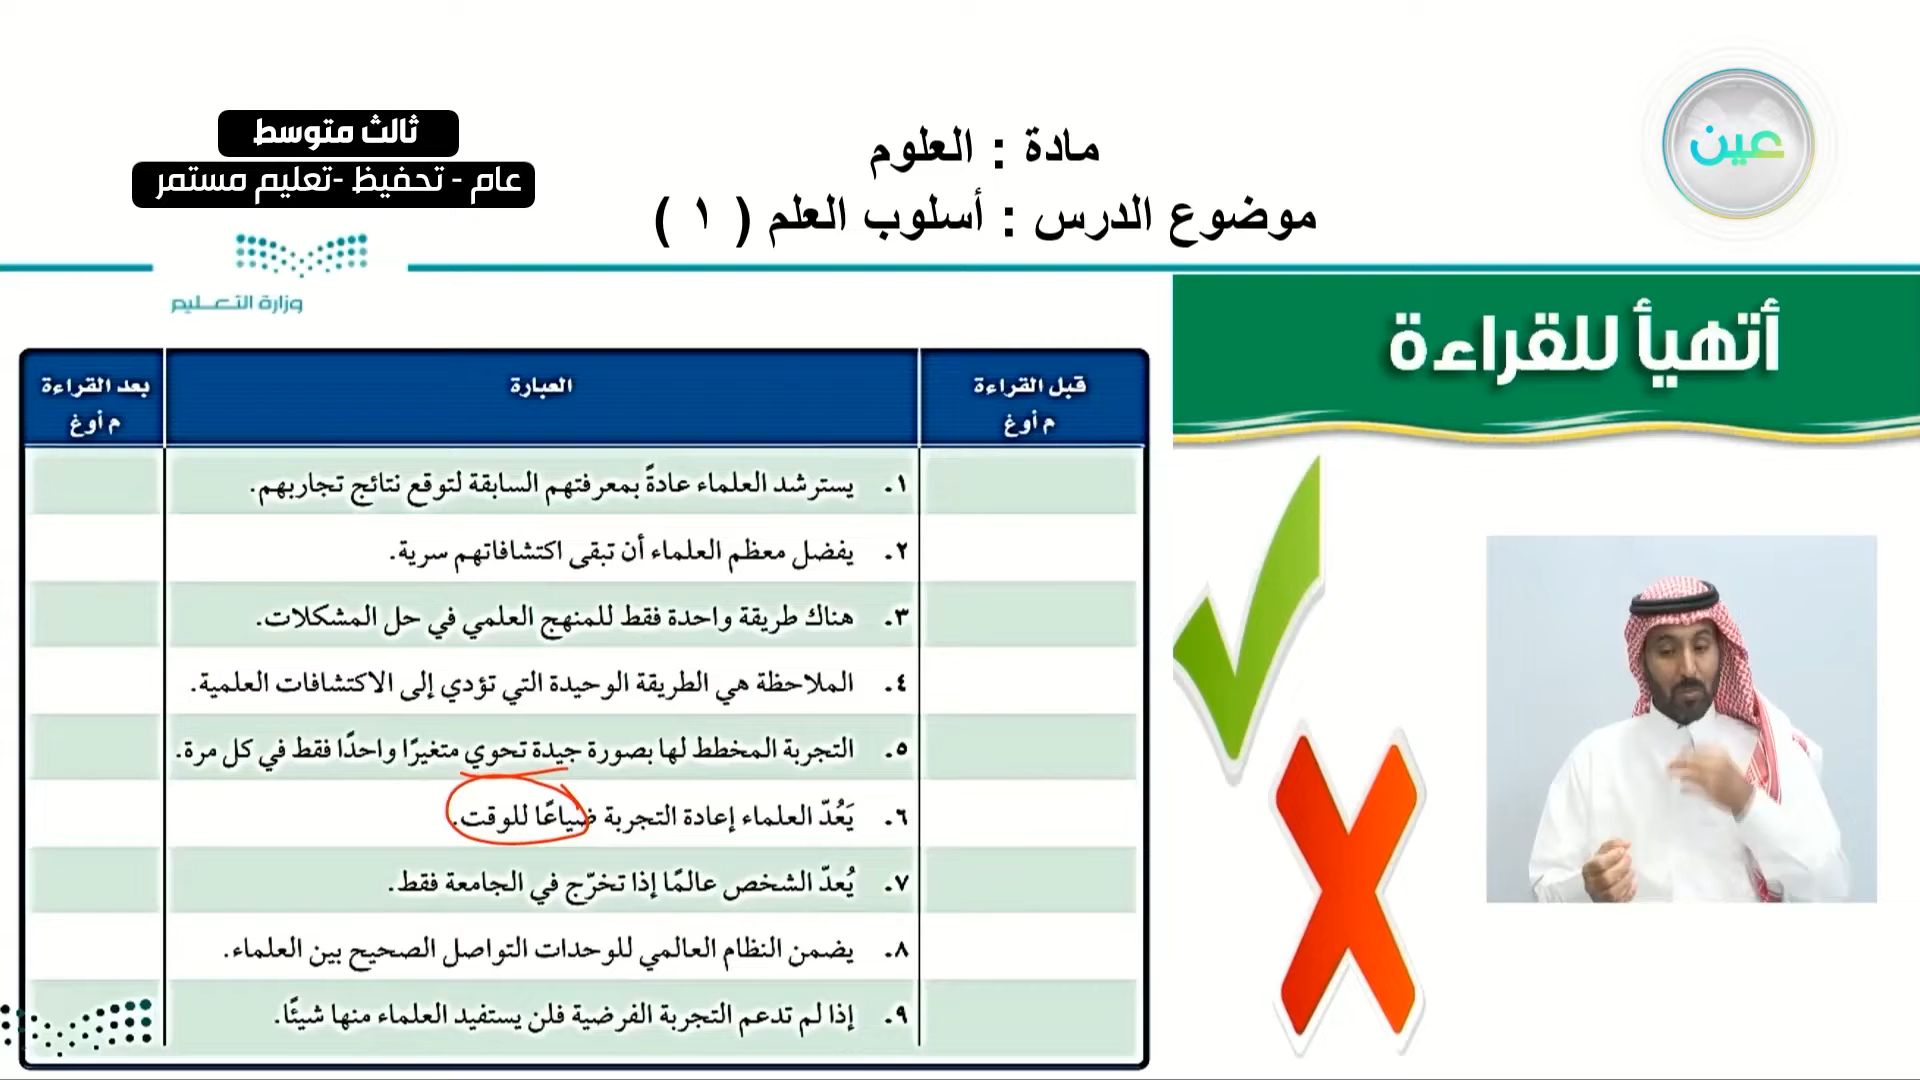 عين
مادة : العلوم
موضوع الدرس : أسلوب العلم ( ١ )
ثالث متوسط
عام - تحفيظ -تعليم مستمر
وزارة التعـــليم
أتهيأ للقراءة
قبل القراءة
م أو غ
العبارة
بعد القراءة
م أو غ
١. يسترشد العلماء عادةً بمعرفتهم السابقة لتوقع نتائج تجاربهم.
٢. يفضل معظم العلماء أن تبقى اكتشافاتهم سرية.
٣. هناك طريقة واحدة فقط للمنهج العلمي في حل المشكلات.
٤. الملاحظة هي الطريقة الوحيدة التي تؤدي إلى الاكتشافات العلمية.
٥. التجربة المخطط لها بصورة جيدة تحوي متغيرًا واحدًا فقط في كل مرة.
٦. يَعُدّ العلماء إعادة التجربة ضياعًا للوقت.
٧. يُعدّ الشخص عالمًا إذا تخرّج في الجامعة فقط.
٨. يضمن النظام العالمي للوحدات التواصل الصحيح بين العلماء.
٩. إذا لم تدعم التجربة الفرضية فلن يستفيد العلماء منها شيئًا.